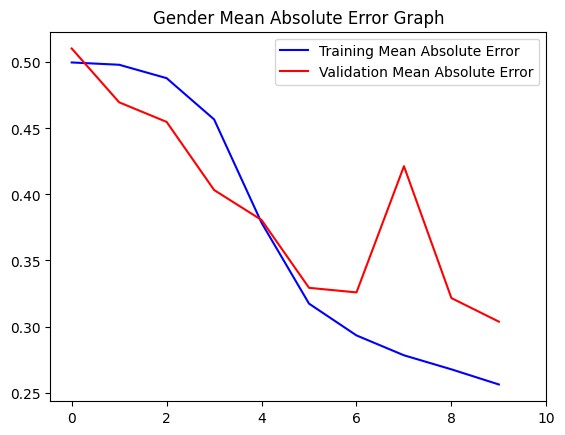 Gender Mean Absolute Error Graph
Training Mean Absolute Error
Validation Mean Absolute Error
0.50
0.45
0.40
0.35
0.30
0.25
0 2 4 6 8 10